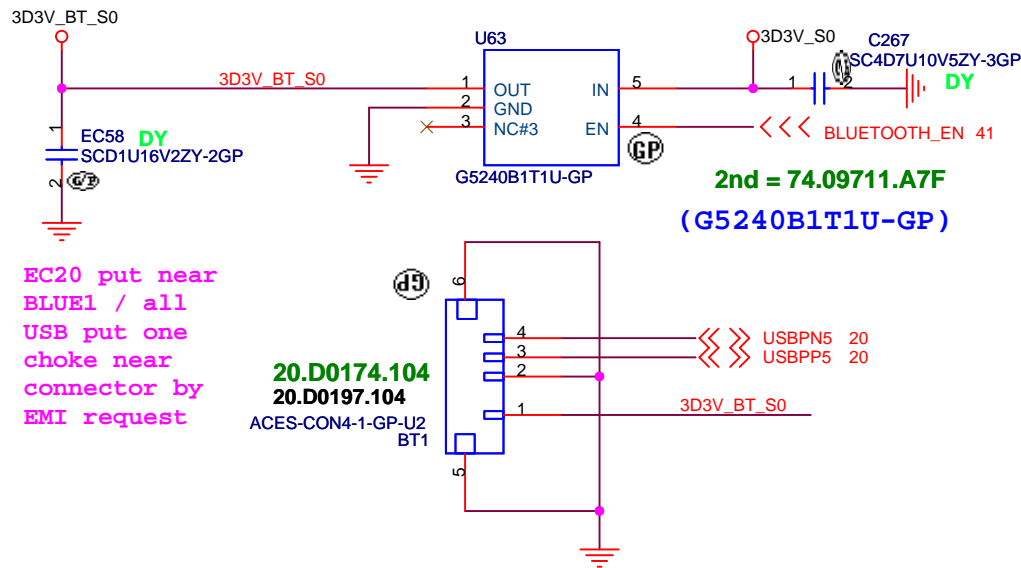 3D3V_BT_S0
U63
3D3V_S0
C267
SC4D7U10V5ZY-3GP
DY
3D3V_BT_S0
1
OUT
IN
5
1
2
2
GND
3
NC#3
EN
4
BLUETOOTH_EN 41
GP
G5240B1T1U-GP
1
EC58
DY
SCD1U16V2ZY-2GP
2
2nd = 74.09711.A7F
(G5240B1T1U-GP)
EC20 put near
BLUE1 / all
USB put one
choke near
connector by
EMI request
GP
6
4
USBPN5 20
3
USBPP5 20
2
20.D0174.104
20.D0197.104
1
3D3V_BT_S0
ACES-CON4-1-GP-U2
BT1
5